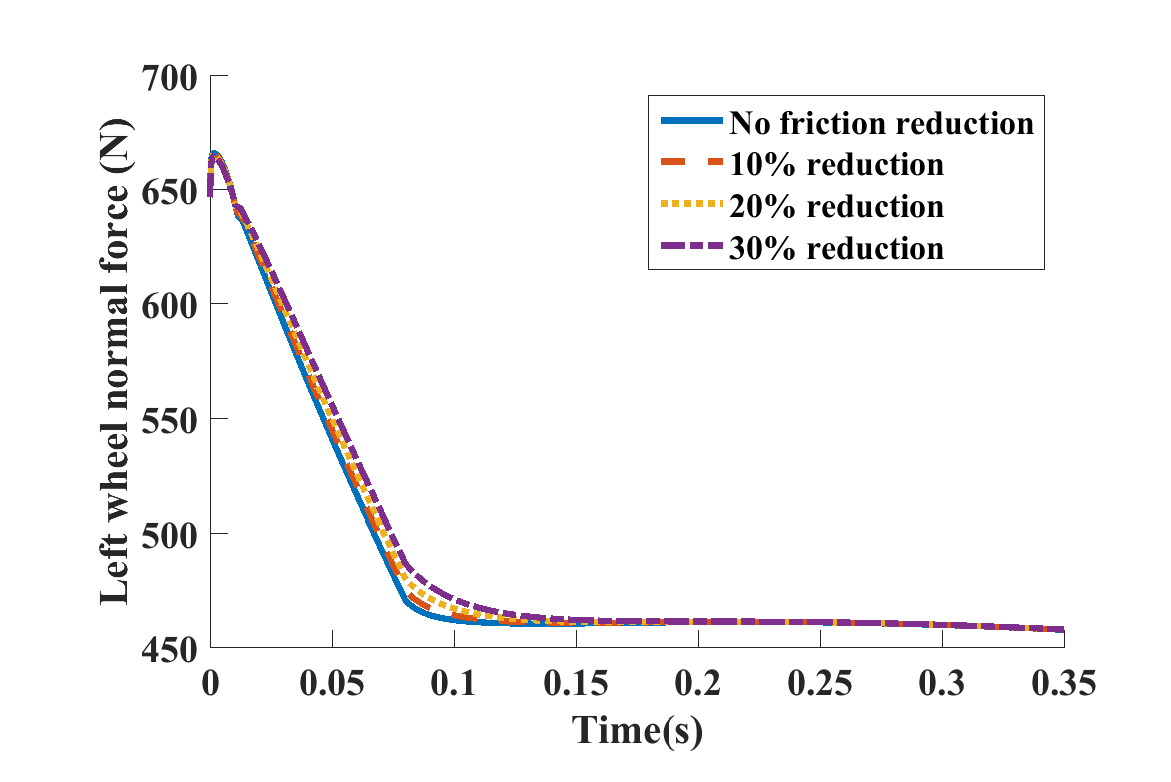 700
650
600
550
500
450
Left wheel normal force (N)
No friction reduction
10% reduction
20% reduction
30% reduction
0 0.05 0.1 0.15 0.2 0.25 0.3 0.35
Time(s)